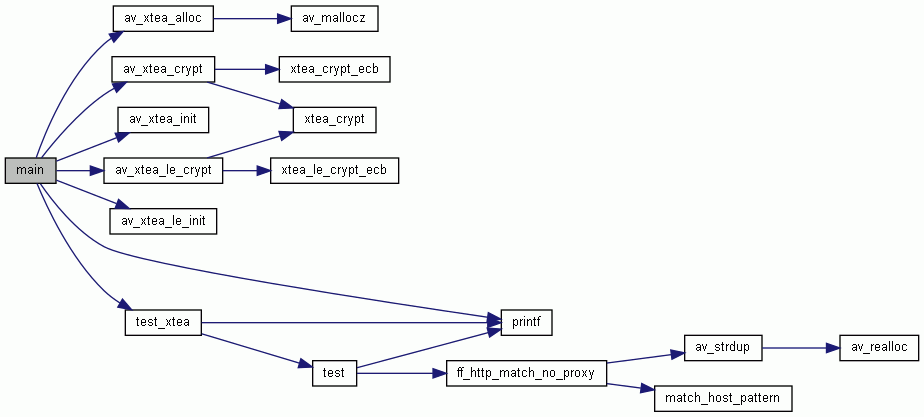 av_xtea_alloc
av_mallocz
av_xtea_crypt
xtea_crypt_ecb
av_xtea_init
xtea_crypt
main
av_xtea_le_crypt
xtea_le_crypt_ecb
av_xtea_le_init
test_xtea
printf
av_strdup
av_realloc
test
ff_http_match_no_proxy
match_host_pattern